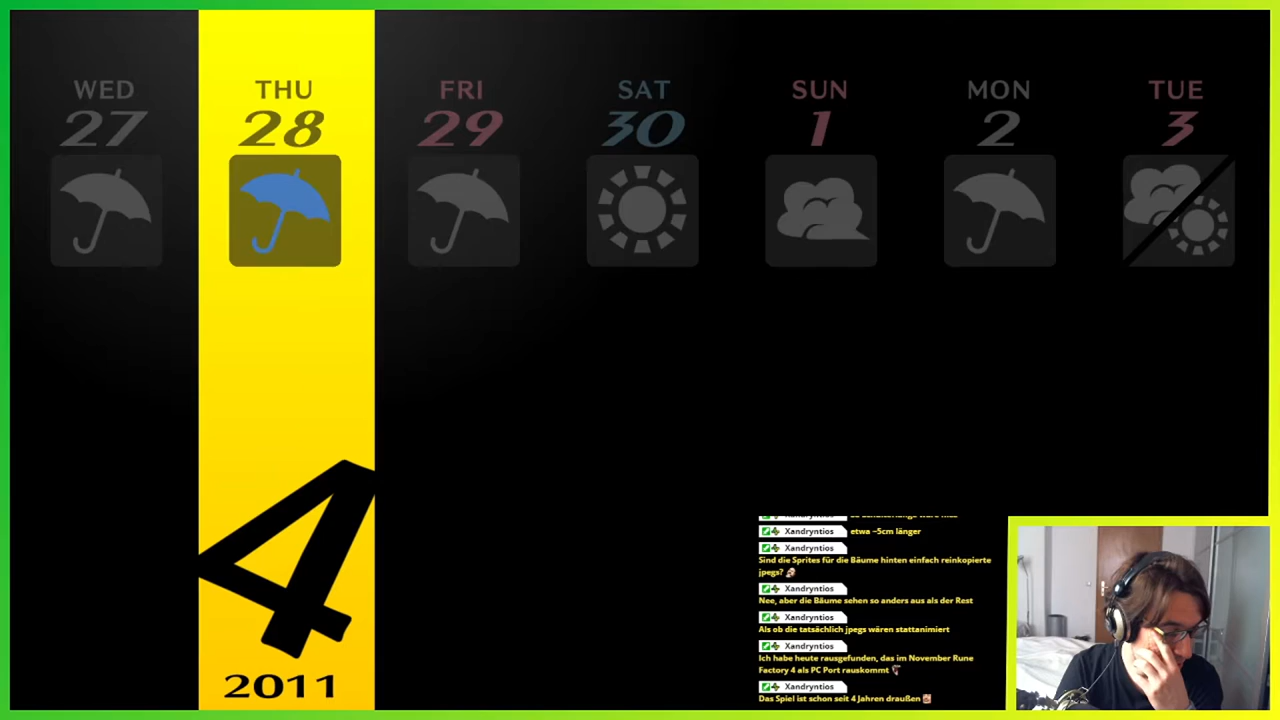 WED THU FRI SAT SUN MON TUE
27 28 29 30 1 2 3
4
2011
Xandryntios etwa ~5cm länger
Xandryntios
Sind die Sprites für die Bäume hinten einfach reinkopierte
jpegs?
Xandryntios
Nee, aber die Bäume sehen so anders aus als der Rest
Xandryntios
Als ob die tatsächlich jpegs wären stattanimiert
Xandryntios
Ich habe heute rausgefunden, das im November Rune
Factory 4 als PC Port rauskommt
Xandryntios
Das Spiel ist schon seit 4 Jahren draußen